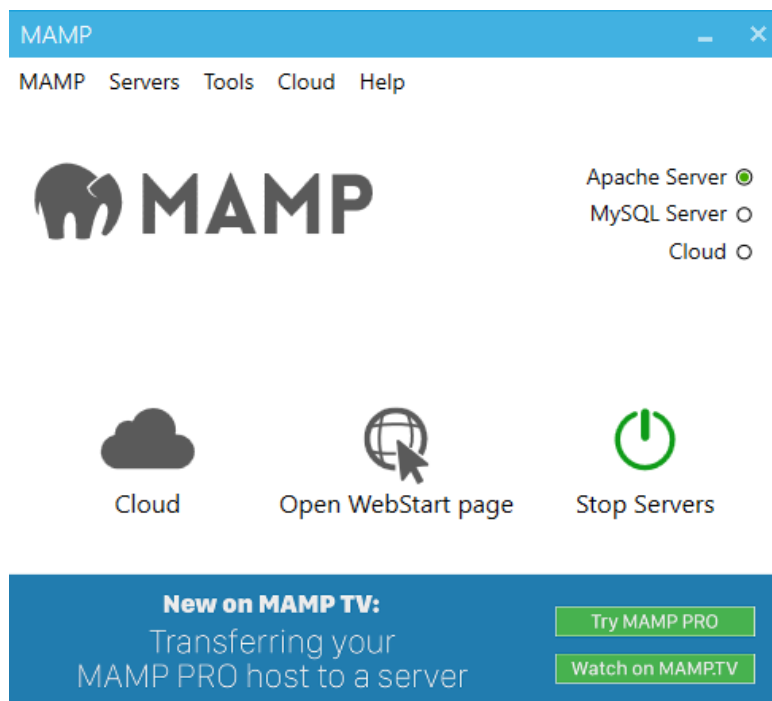 MAMP
MAMP Servers Tools Cloud Help
MAMP
Apache Server
MySQL Server
Cloud
Cloud
Open WebStart page
Stop Servers
New on MAMP TV:
Transferring your
MAMP PRO host to a server
Try MAMP PRO
Watch on MAMP.TV